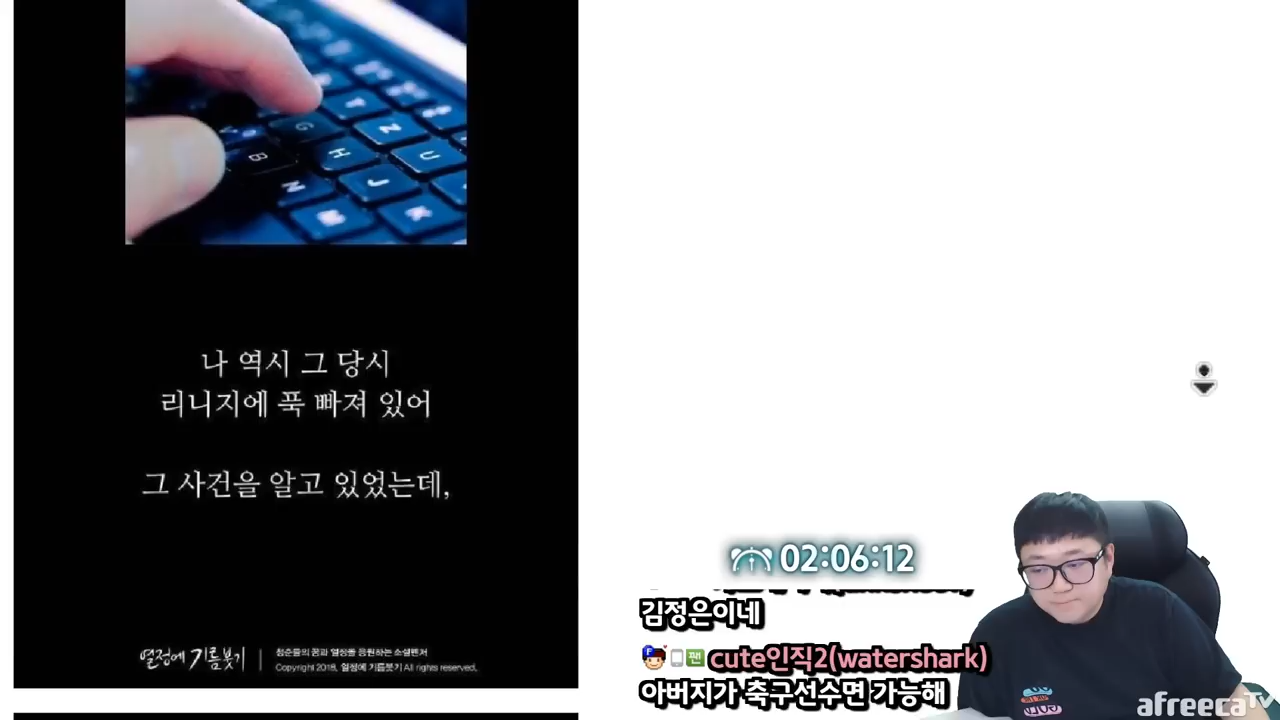 나 역시 그 당시
리니지에 푹 빠져 있어
그 사건을 알고 있었는데,
열정에 기름붓기
청춘들의 꿈과 열정을 응원하는 소셜벤처
Copyright 2018. 열정에 기름붓기 All rights reserved.
V
B
G
H
N
Z
U
J
K
02:06:12
김정은이네
cute인직2(watershark)
아버지가 축구선수면 가능해
afreecaTV